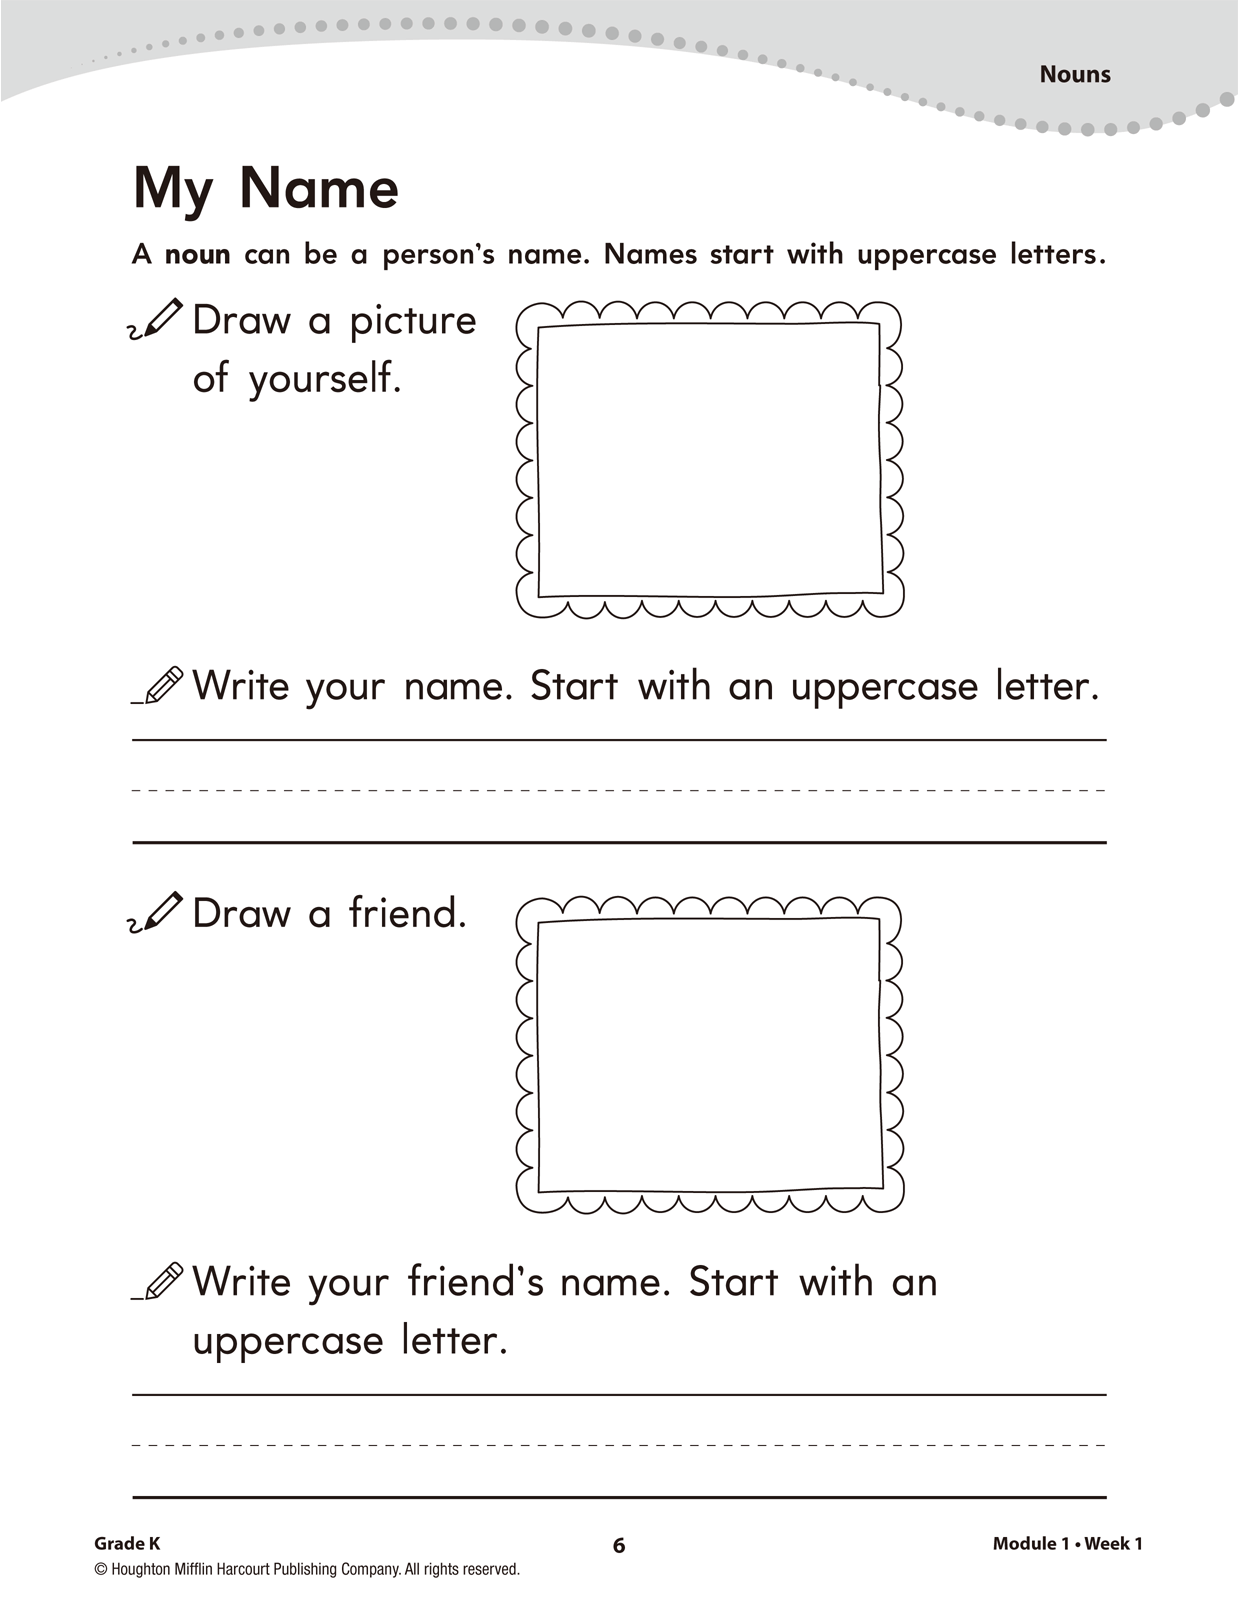 Nouns
My Name
A noun can be a person's name. Names start with uppercase letters.
Draw a picture
of yourself.
Write your name. Start with an uppercase letter.
Draw a friend.
Write your friend's name. Start with an
uppercase letter.
Grade K
6
Module 1 • Week 1
© Houghton Mifflin Harcourt Publishing Company. All rights reserved.